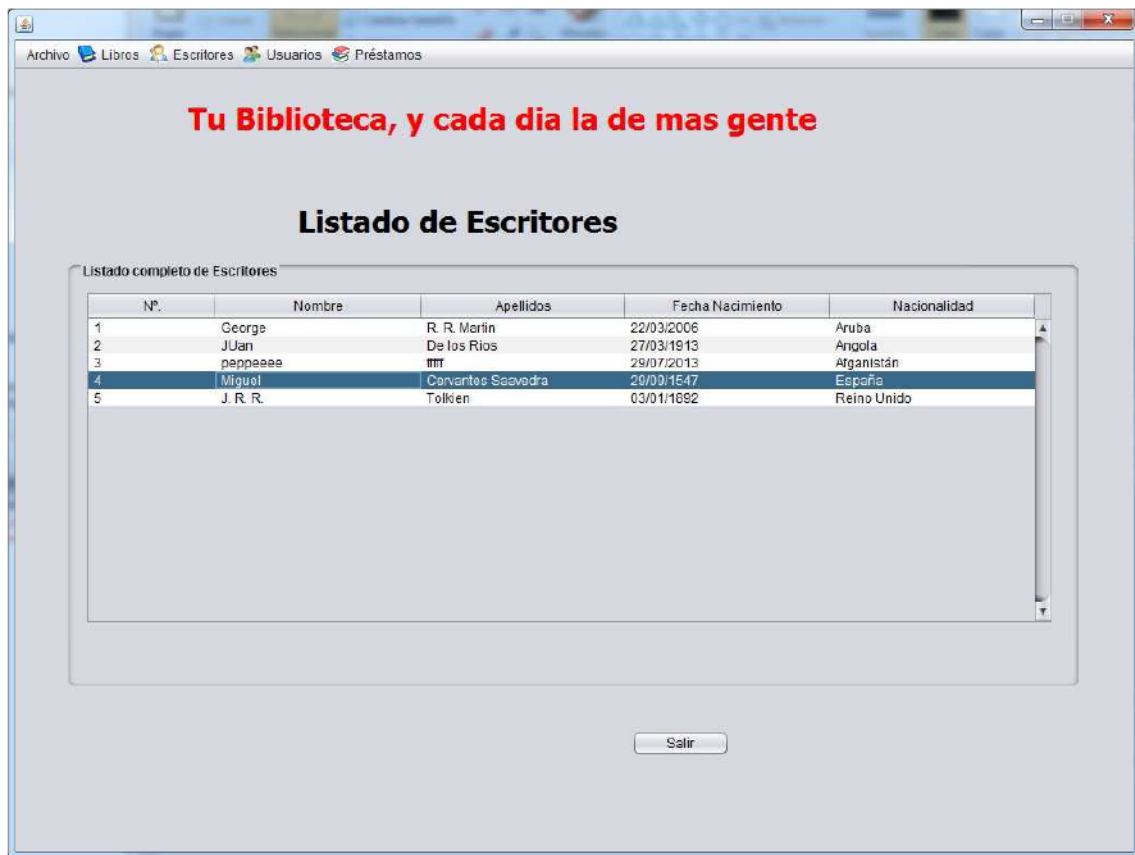 Archivo Libros Escritores Usuarios Préstamos
Tu Biblioteca, y cada dia la de mas gente
Listado de Escritores
Listado completo de Escritores
Nº. Nombre Apellidos Fecha Nacimiento Nacionalidad
1 George R. R. Martin 22/03/2006 Aruba
2 JUan De los Rios 27/03/1913 Angola
3 peppeeee ffffff 29/07/2013 Afganistán
4 Miguel Cervantes Saavedra 29/09/1547 España
5 J. R. R. Tolkien 03/01/1892 Reino Unido
Salir